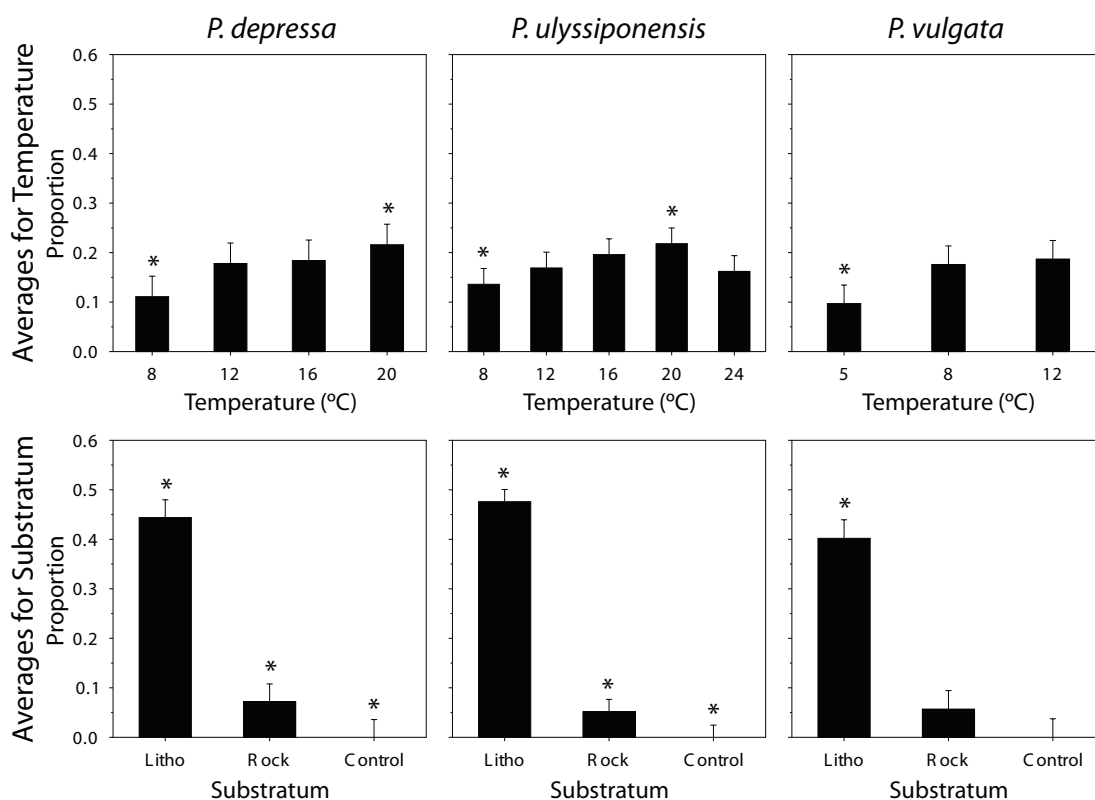 P. depressa
P. ulyssiponensis
P. vulgata
Averages for Temperature
Proportion
0.6
0.5
0.4
0.3
0.2
0.1
0.0
*
*
8 12 16 20
Temperature (ºC)
*
*
8 12 16 20 24
Temperature (ºC)
*
5 8 12
Temperature (ºC)
Averages for Substratum
Proportion
0.6
0.5
0.4
0.3
0.2
0.1
0.0
*
*
*
Litho Rock Control
Substratum
*
*
*
Litho Rock Control
Substratum
*
Litho Rock Control
Substratum